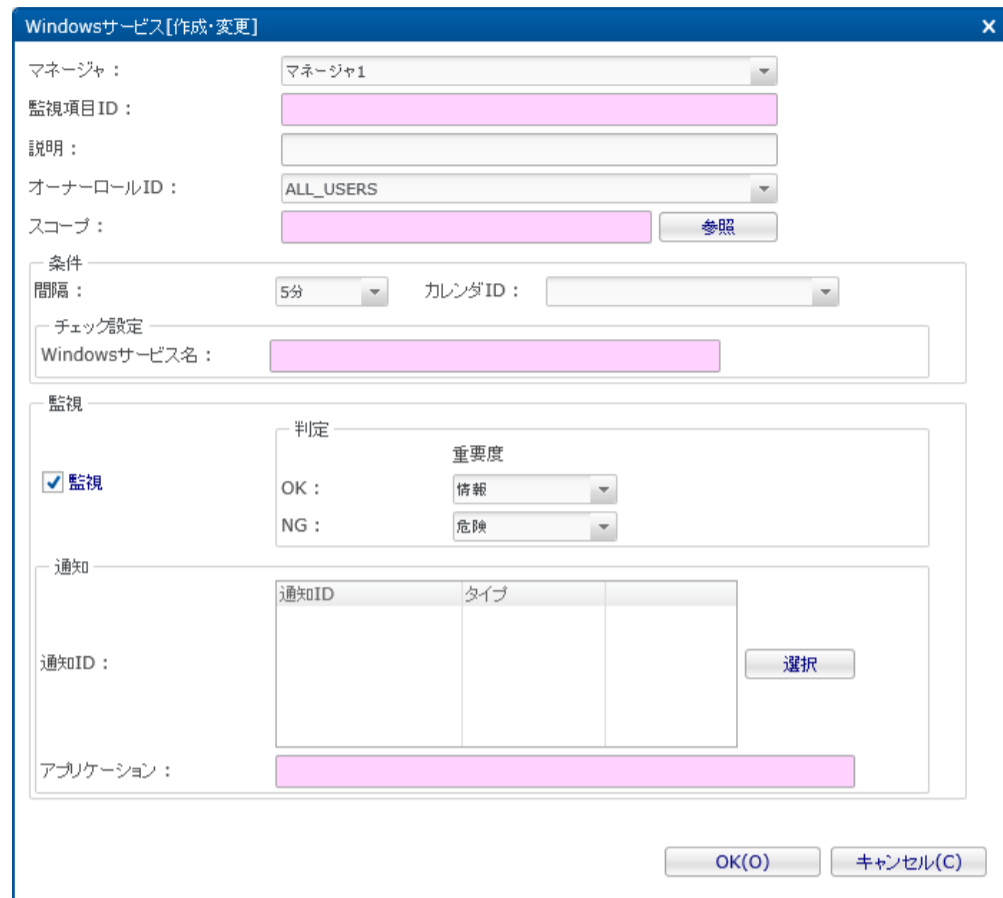 Windowsサービス[作成・変更]
マネージャ： マネージャ1
監視項目ID：
説明：
オーナーロールID： ALL_USERS
スコープ： 参照
条件
間隔： 5分 カレンダID：
チェック設定
Windowsサービス名：
監視
判定
重要度
監視
OK： 情報
NG： 危険
通知
通知ID タイプ
通知ID： 選択
アプリケーション：
OK(O) キャンセル(C)